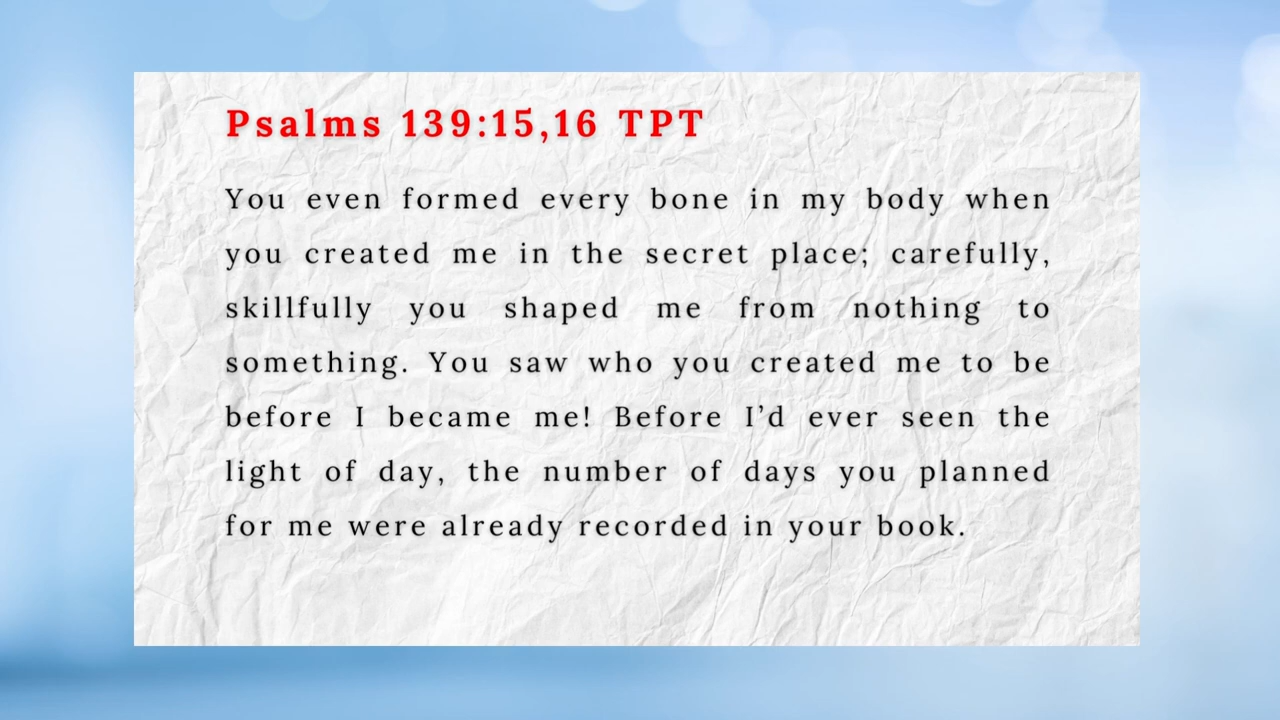 Psalms 139:15,16 TPT
You even formed every bone in my body when
you created me in the secret place; carefully,
skillfully you shaped me from nothing to
something. You saw who you created me to be
before I became me! Before I’d ever seen the
light of day, the number of days you planned
for me were already recorded in your book.